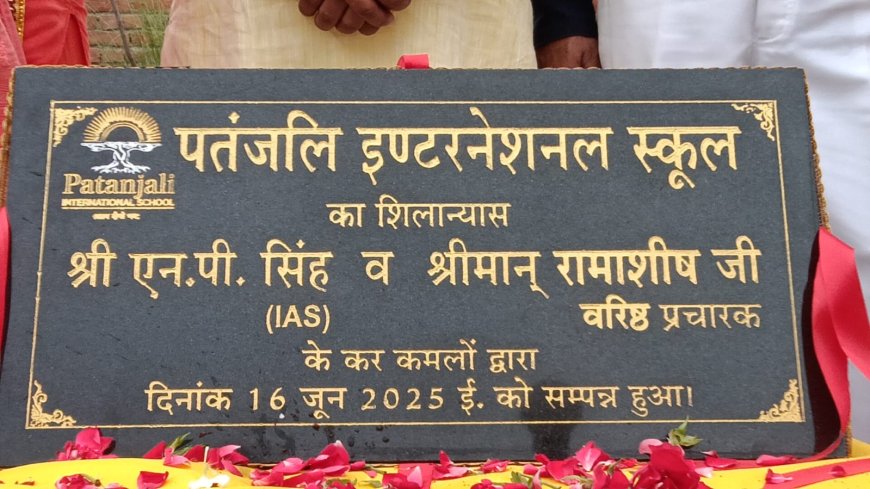 पतंजलि इण्टरनेशनल स्कूल
Patanjali
INTERNATIONAL SCHOOL
का शिलान्यास
श्री एन.पी. सिंह व श्रीमान् रामाशीष जी
(IAS) वरिष्ठ प्रचारक
के कर कमलों द्वारा
दिनांक 16 जून 2025 ई. को सम्पन्न हुआ।